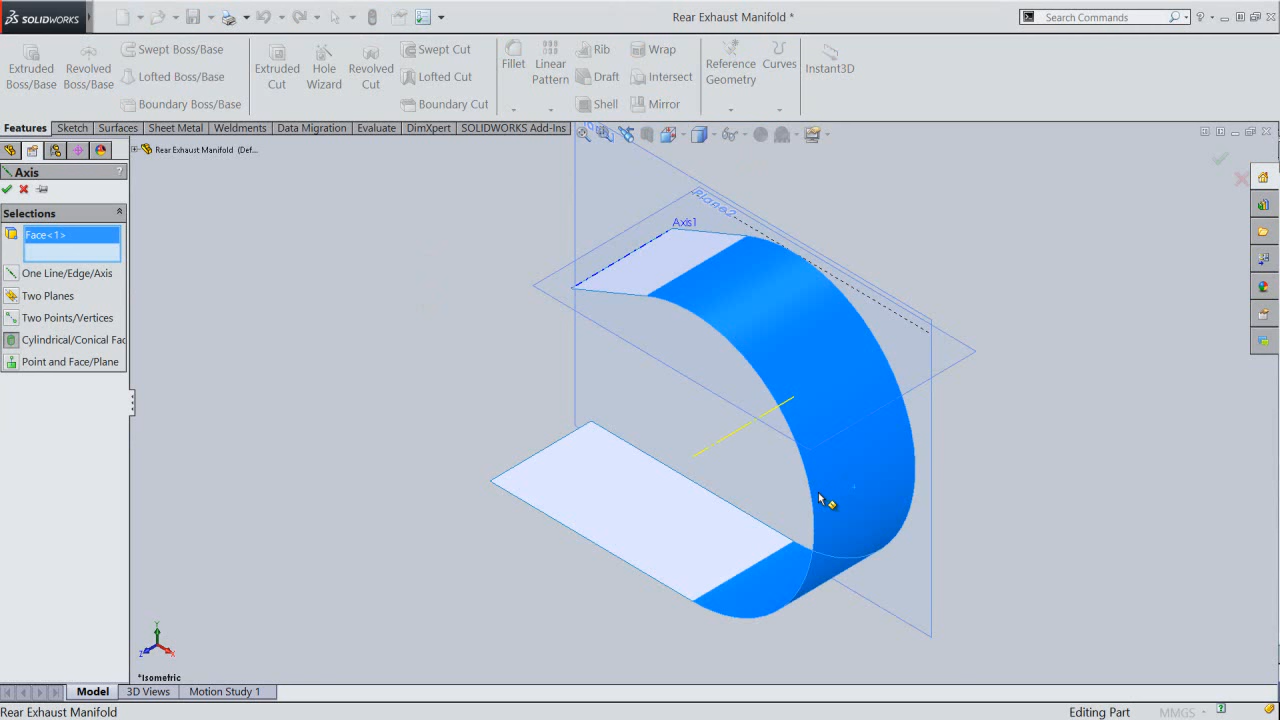 SOLIDWORKS
Rear Exhaust Manifold *
Search Commands
Extruded Boss/Base
Revolved Boss/Base
Swept Boss/Base
Lofted Boss/Base
Boundary Boss/Base
Extruded Cut
Hole Wizard
Revolved Cut
Swept Cut
Lofted Cut
Boundary Cut
Fillet
Linear Pattern
Rib
Draft
Shell
Wrap
Intersect
Mirror
Reference Geometry
Curves
Instant3D
Features Sketch Surfaces Sheet Metal Weldments Data Migration Evaluate DimXpert SOLIDWORKS Add-Ins
Rear Exhaust Manifold (Def...
Axis ?
Selections
Face<1>
One Line/Edge/Axis
Two Planes
Two Points/Vertices
Cylindrical/Conical Fac
Point and Face/Plane
Plane2
Axis1
Y
Z X
*Isometric
Model 3D Views Motion Study 1
Rear Exhaust Manifold Editing Part MMGS